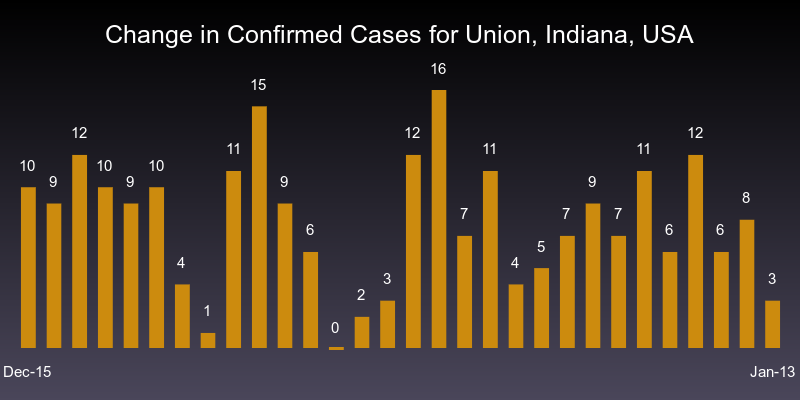 Change in Confirmed Cases for Union, Indiana, USA
10 9 12 10 9 10 4 1 11 15 9 6 0 2 3 12 16 7 11 4 5 7 9 7 11 6 12 6 8 3
Dec-15 Jan-13